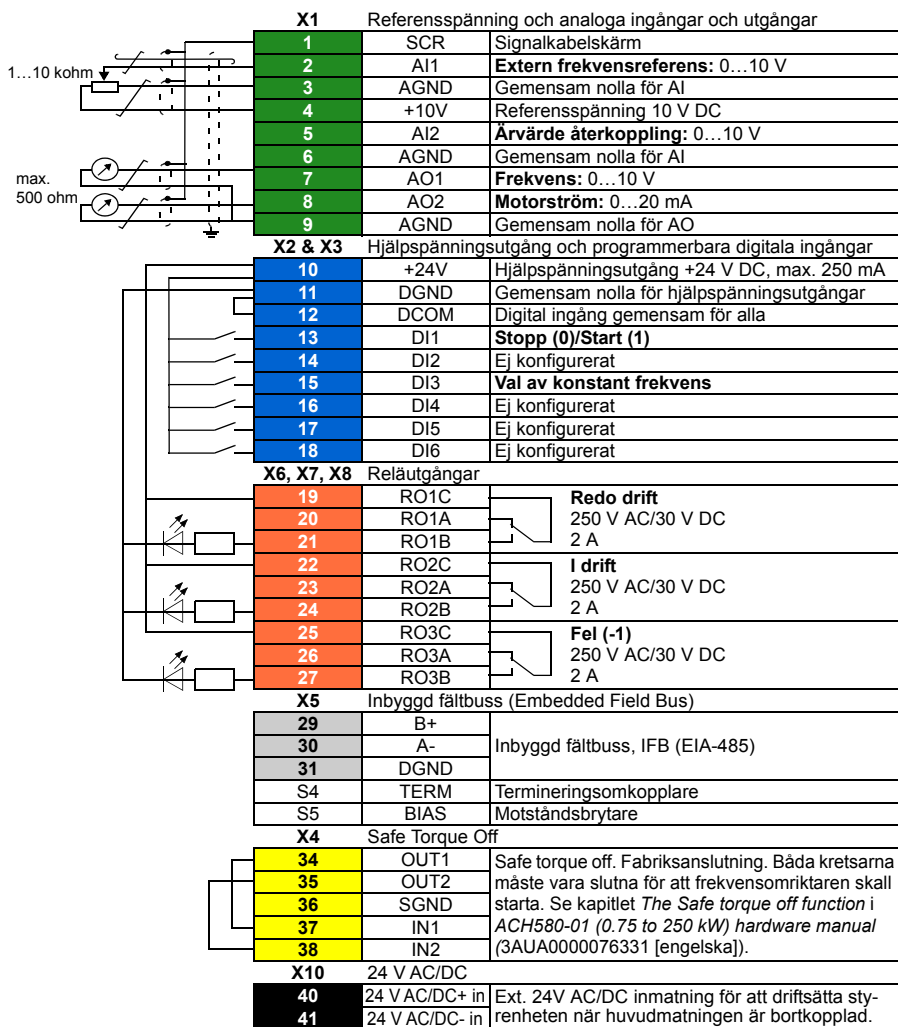 X1 Referensspänning och analoga ingångar och utgångar
1 SCR Signalkabelskärm
1…10 kohm
2 AI1 Extern frekvensreferens: 0…10 V
3 AGND Gemensam nolla för AI
4 +10V Referensspänning 10 V DC
5 AI2 Ärvärde återkoppling: 0…10 V
6 AGND Gemensam nolla för AI
max.
500 ohm
7 AO1 Frekvens: 0…10 V
8 AO2 Motorström: 0…20 mA
9 AGND Gemensam nolla för AO
X2 & X3 Hjälpspänningsutgång och programmerbara digitala ingångar
10 +24V Hjälpspänningsutgång +24 V DC, max. 250 mA
11 DGND Gemensam nolla för hjälpspänningsutgångar
12 DCOM Digital ingång gemensam för alla
13 DI1 Stopp (0)/Start (1)
14 DI2 Ej konfigurerat
15 DI3 Val av konstant frekvens
16 DI4 Ej konfigurerat
17 DI5 Ej konfigurerat
18 DI6 Ej konfigurerat
X6, X7, X8 Reläutgångar
19 RO1C Redo drift
20 RO1A 250 V AC/30 V DC
21 RO1B 2 A
22 RO2C I drift
23 RO2A 250 V AC/30 V DC
24 RO2B 2 A
25 RO3C Fel (-1)
26 RO3A 250 V AC/30 V DC
27 RO3B 2 A
X5 Inbyggd fältbuss (Embedded Field Bus)
29 B+
30 A- Inbyggd fältbuss, IFB (EIA-485)
31 DGND
S4 TERM Termineringsomkopplare
S5 BIAS Motståndsbrytare
X4 Safe Torque Off
34 OUT1 Safe torque off. Fabriksanslutning. Båda kretsarna
35 OUT2 måste vara slutna för att frekvensomriktaren skall
36 SGND starta. Se kapitlet The Safe torque off function i
37 IN1 ACH580-01 (0.75 to 250 kW) hardware manual
38 IN2 (3AUA0000076331 [engelska]).
X10 24 V AC/DC
40 24 V AC/DC+ in Ext. 24V AC/DC inmatning för att driftsätta sty-
41 24 V AC/DC- in renheten när huvudmatningen är bortkopplad.